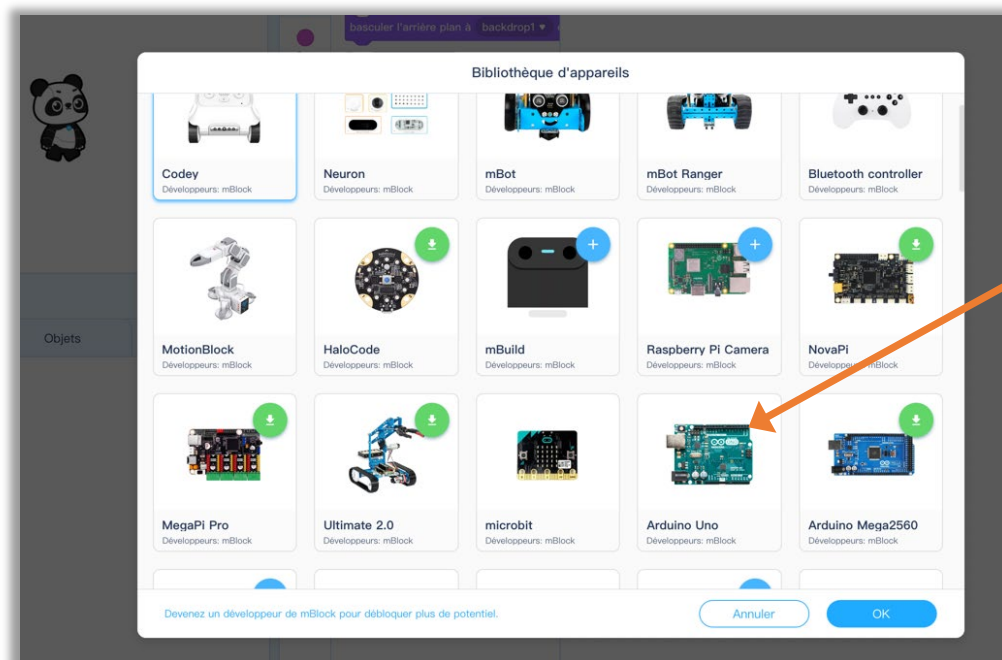 basculer l'arrière plan à backdrop1
Bibliothèque d'appareils
Codey
Développeurs: mBlock
Neuron
Développeurs: mBlock
mBot
Développeurs: mBlock
mBot Ranger
Développeurs: mBlock
Bluetooth controller
Développeurs: mBlock
Objets
MotionBlock
Développeurs: mBlock
HaloCode
Développeurs: mBlock
mBuild
Développeurs: mBlock
Raspberry Pi Camera
Développeurs: mBlock
NovaPi
Développeurs: mBlock
MegaPi Pro
Développeurs: mBlock
Ultimate 2.0
Développeurs: mBlock
microbit
Développeurs: mBlock
Arduino Uno
Développeurs: mBlock
Arduino Mega2560
Développeurs: mBlock
Devenez un développeur de mBlock pour débloquer plus de potentiel.
Annuler
OK